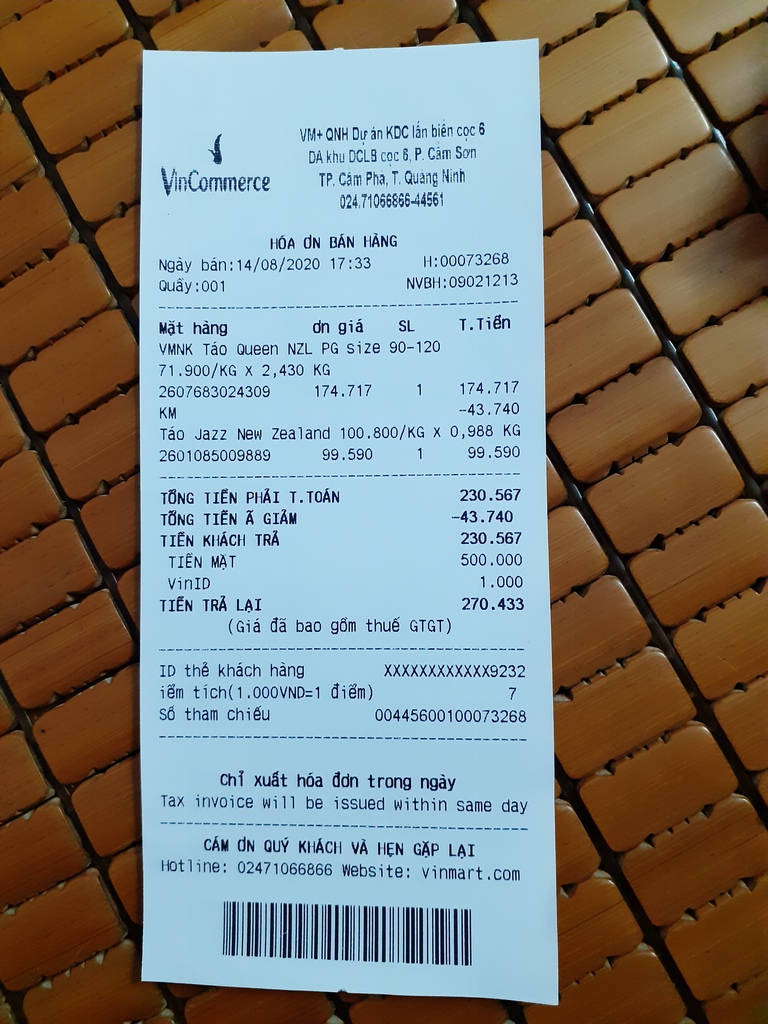 VinCommerce
VM+ QNH Dự án KDC lấn biển cọc 6
DA khu DCLB cọc 6, P. Cẩm Sơn
TP. Cẩm Phả, T. Quảng Ninh
024.71066866-44561
HÓA ƠN BÁN HÀNG
Ngày bán:14/08/2020 17:33 H:00073268
Quầy:001 NVBH:09021213
Mặt hàng ơn giá SL T.Tiền
VMNK Táo Queen NZL PG size 90-120
71.900/KG X 2,430 KG
2607683024309 174.717 1 174.717
KM -43.740
Táo Jazz New Zealand 100.800/KG X 0,988 KG
2601085009889 99.590 1 99.590
TỔNG TIỀN PHẢI T.TOÁN 230.567
TỔNG TIỀN Ã GIẢM -43.740
TIỀN KHÁCH TRẢ 230.567
TIỀN MẶT 500.000
VinID 1.000
TIỀN TRẢ LẠI 270.433
(Giá đã bao gồm thuế GTGT)
ID thẻ khách hàng XXXXXXXXXXXX9232
iểm tích(1.000VND=1 điểm) 7
Số tham chiếu 00445600100073268
Chỉ xuất hóa đơn trong ngày
Tax invoice will be issued within same day
CẢM ƠN QUÝ KHÁCH VÀ HẸN GẶP LẠI
Hotline: 02471066866 Website: vinmart.com